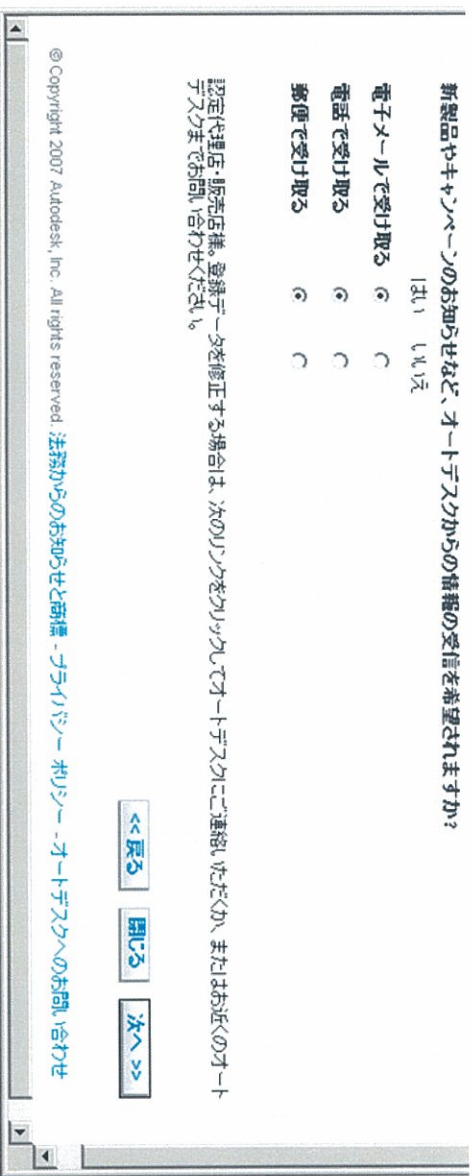 新製品やキャンペーンのお知らせなど、オートデスクからの情報の受信を希望されますか?
はい いいえ
電子メールで受け取る
電話で受け取る
郵便で受け取る
認定代理店・販売店様。登録データを修正する場合は、次のリンクをクリックしてオートデスクにご連絡いただくか、またはお近くのオート
デスクまでお問い合わせください。
<< 戻る 閉じる 次へ >>
© Copyright 2007 Autodesk, Inc. All rights reserved. 法務からのお知らせと商標 - プライバシー ポリシー - オートデスクへのお問い合わせ